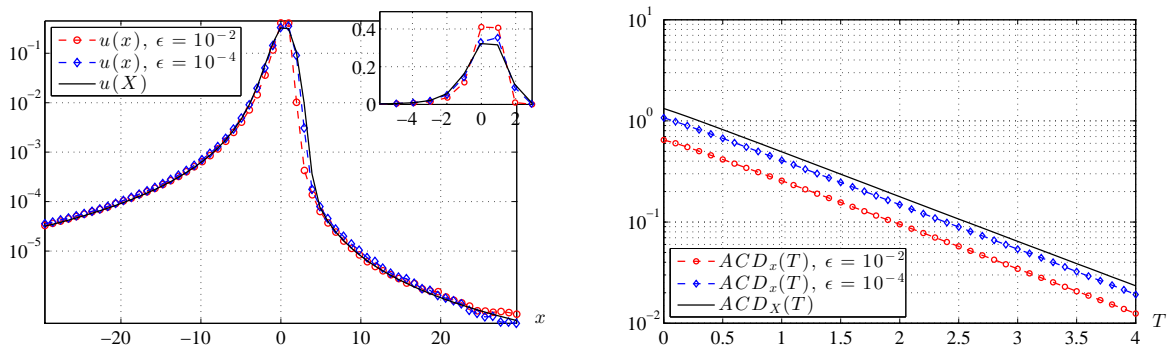 10^{-1}
10^{-2}
10^{-3}
10^{-4}
10^{-5}
u(x), ϵ = 10^{-2}
u(x), ϵ = 10^{-4}
u(X)
0.4
0.2
0
−4 −2 0 2
−20 −10 0 10 20 x
10^{1}
10^{0}
10^{-1}
10^{-2}
ACD_x(T), ϵ = 10^{-2}
ACD_x(T), ϵ = 10^{-4}
ACD_X(T)
0 0.5 1 1.5 2 2.5 3 3.5 4 T